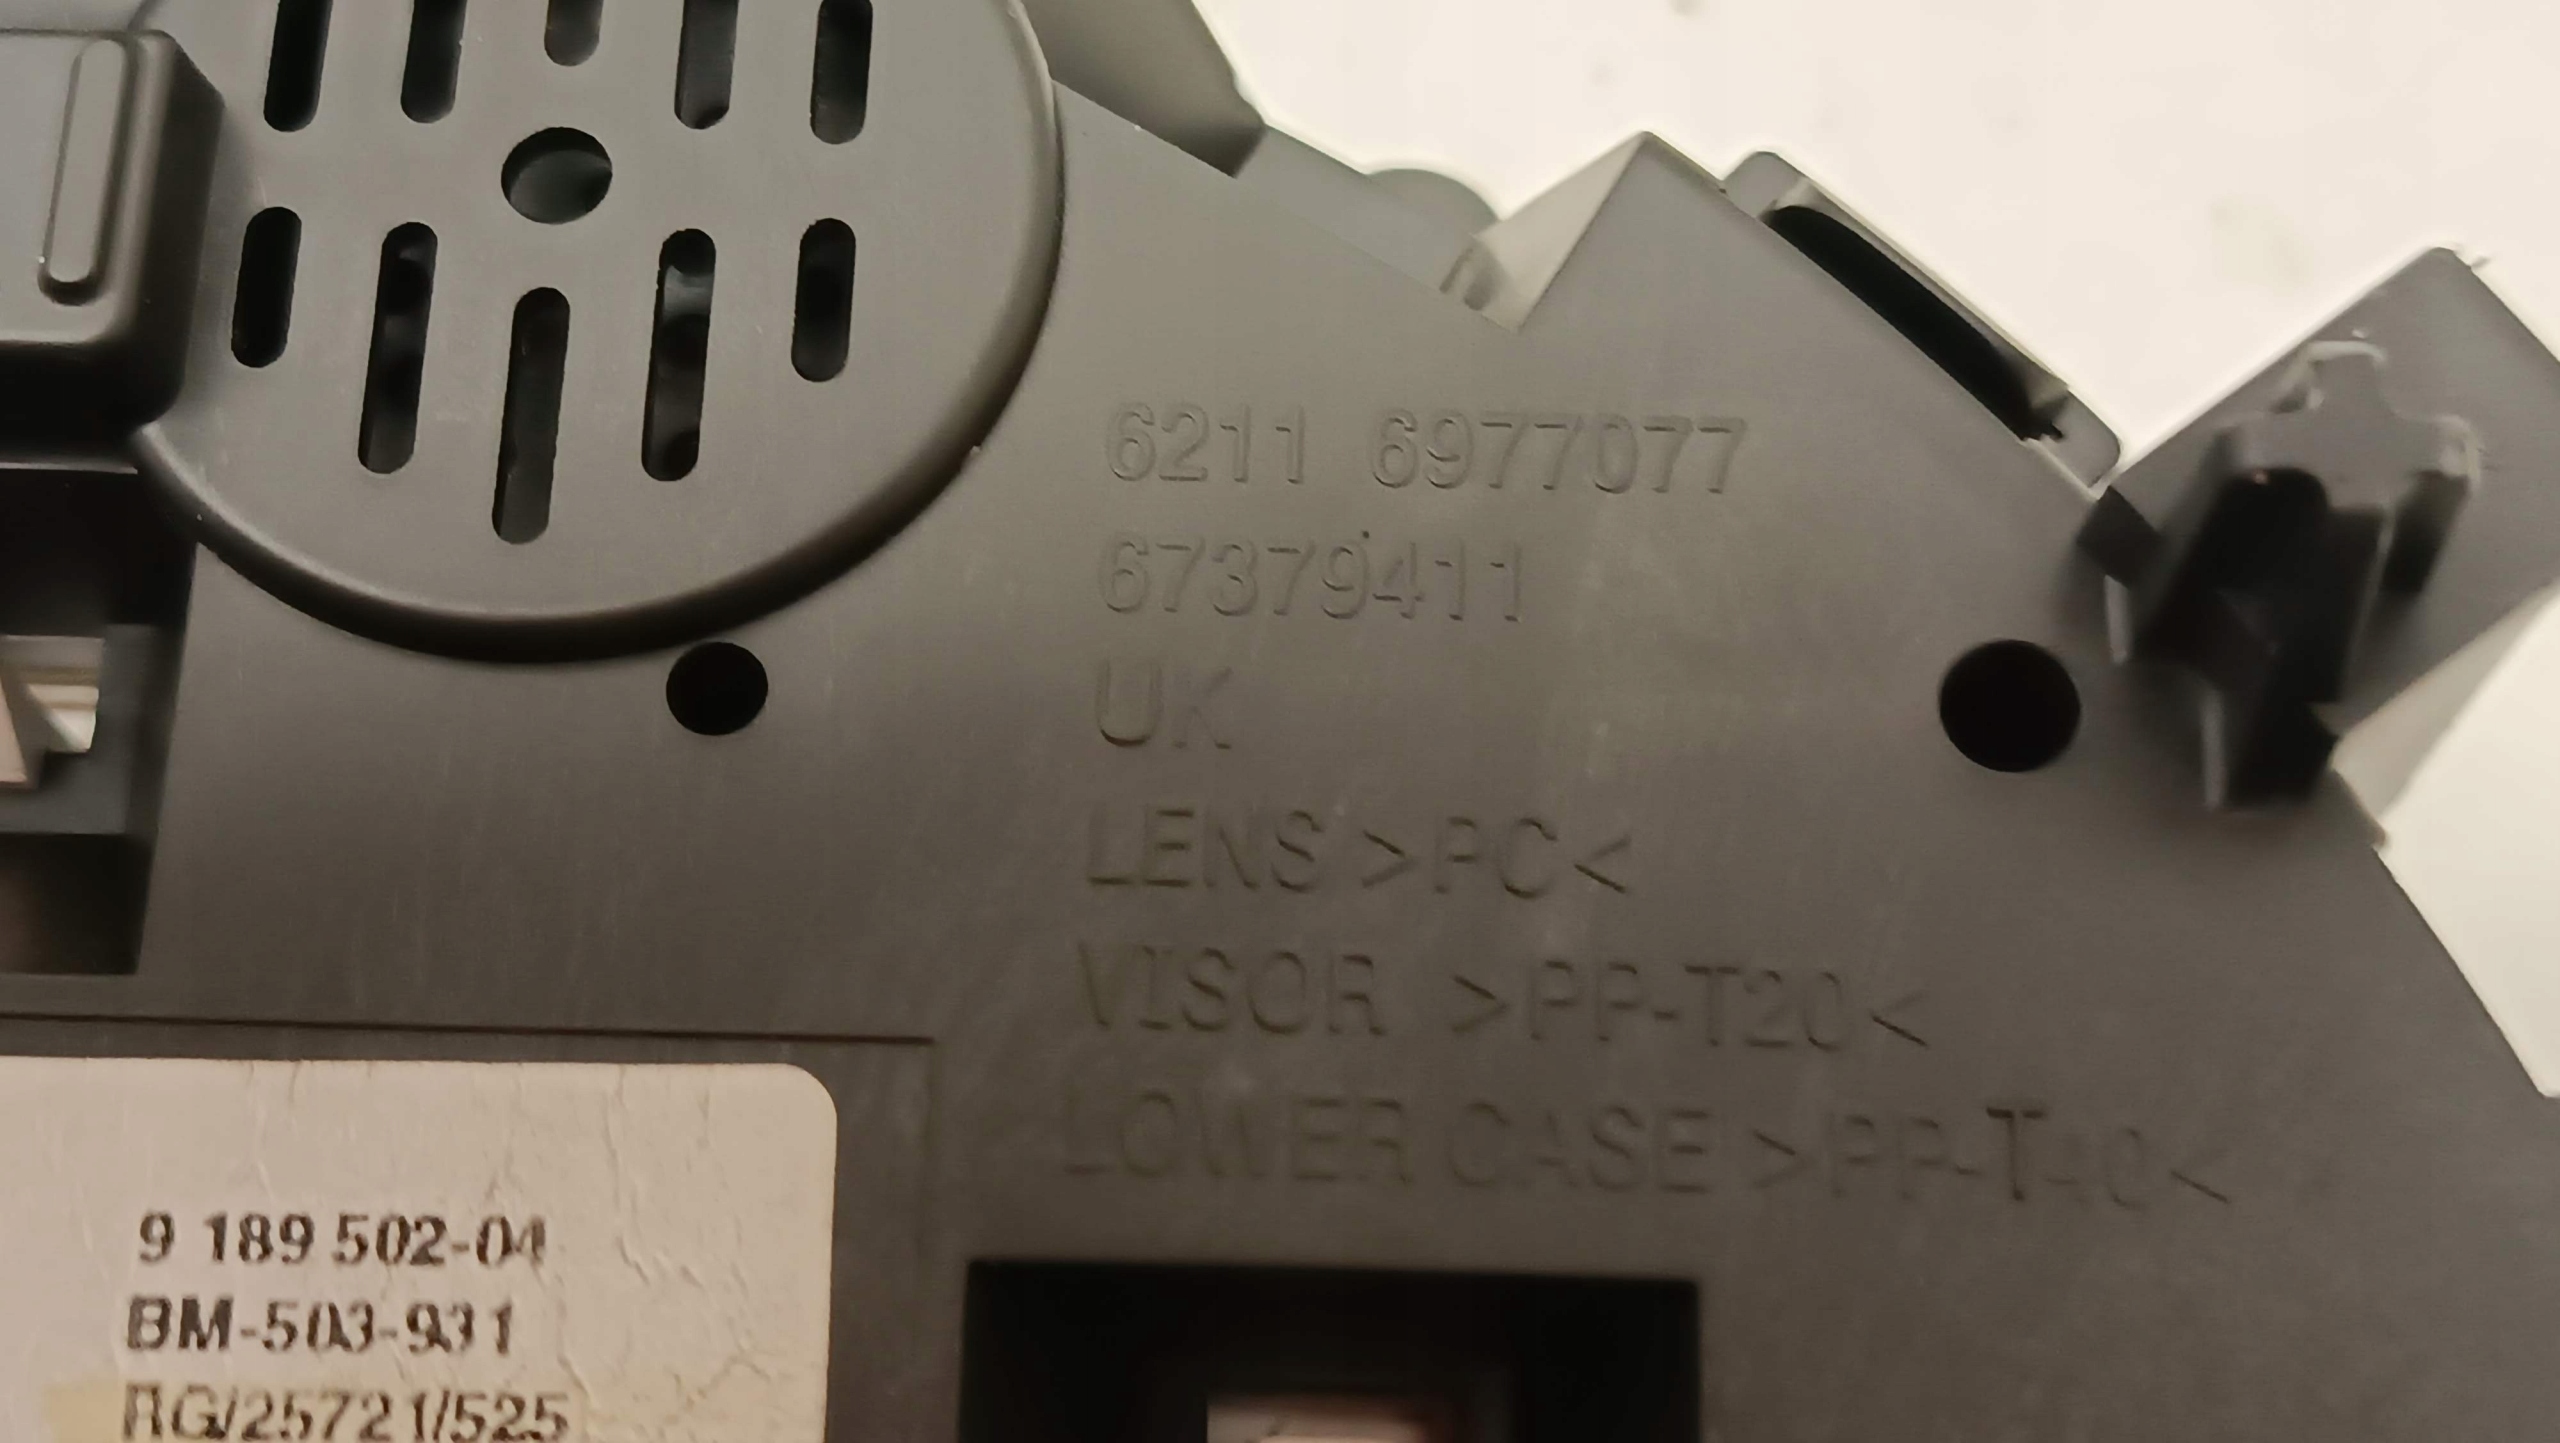 6211 6977077
67379411
UK
LENS >PC<
VISOR >PP-T20<
LOWER CASE >PP-T40<
9 189 502-04
BM-503-931
RG/25721/525